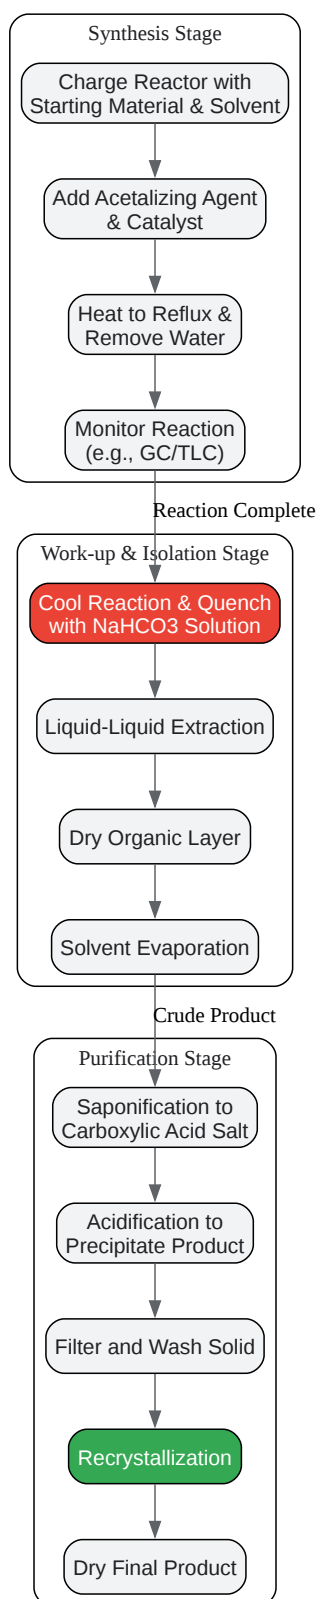 Synthesis Stage
Charge Reactor with
Starting Material & Solvent
Add Acetalizing Agent
& Catalyst
Heat to Reflux &
Remove Water
Monitor Reaction
(e.g., GC/TLC)
Reaction Complete
Work-up & Isolation Stage
Cool Reaction & Quench
with NaHCO3 Solution
Liquid-Liquid Extraction
Dry Organic Layer
Solvent Evaporation
Crude Product
Purification Stage
Saponification to
Carboxylic Acid Salt
Acidification to
Precipitate Product
Filter and Wash Solid
Recrystallization
Dry Final Product